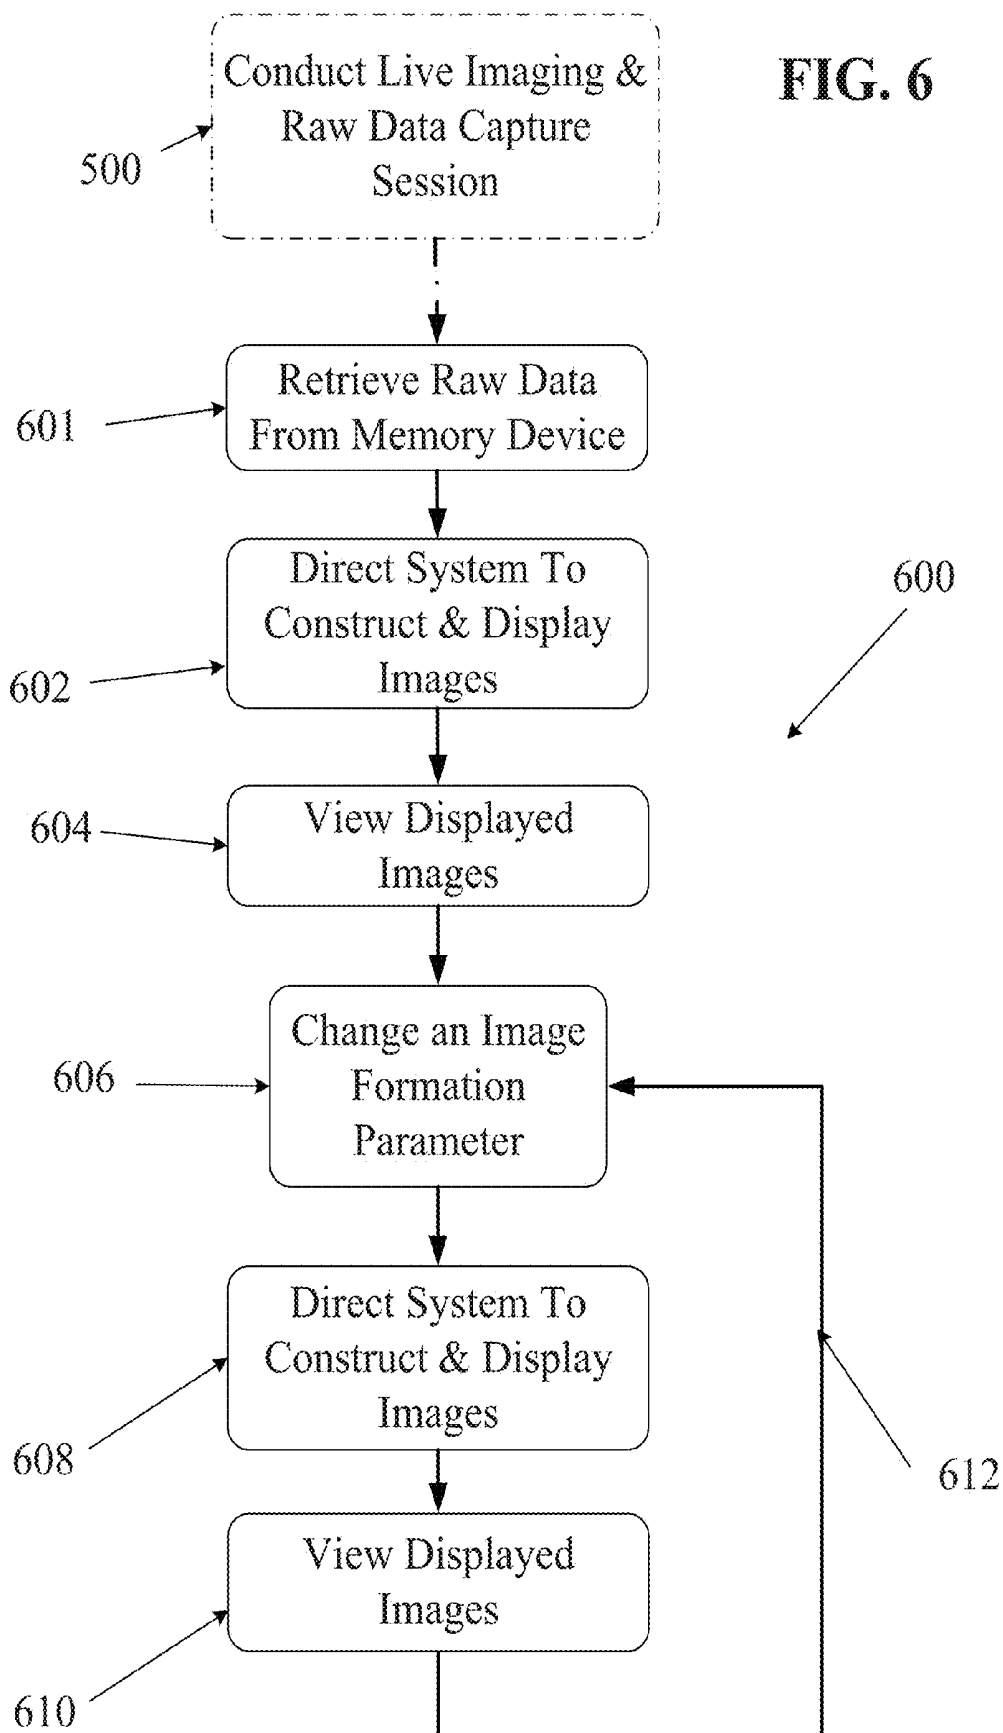 FIG. 6
Conduct Live Imaging &
Raw Data Capture
Session
500
Retrieve Raw Data
From Memory Device
601
Direct System To
Construct & Display
Images
600
602
View Displayed
Images
604
Change an Image
Formation
Parameter
606
Direct System To
Construct & Display
Images
608
612
View Displayed
Images
610